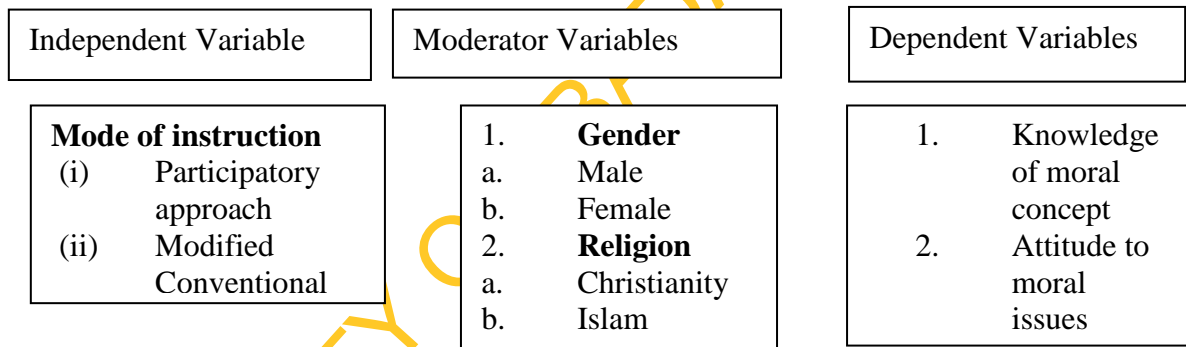 Independent Variable
Moderator Variables
Dependent Variables
Mode of instruction
(i) Participatory
approach
(ii) Modified
Conventional
1. Gender
a. Male
b. Female
2. Religion
a. Christianity
b. Islam
1. Knowledge
of moral
concept
2. Attitude to
moral
issues